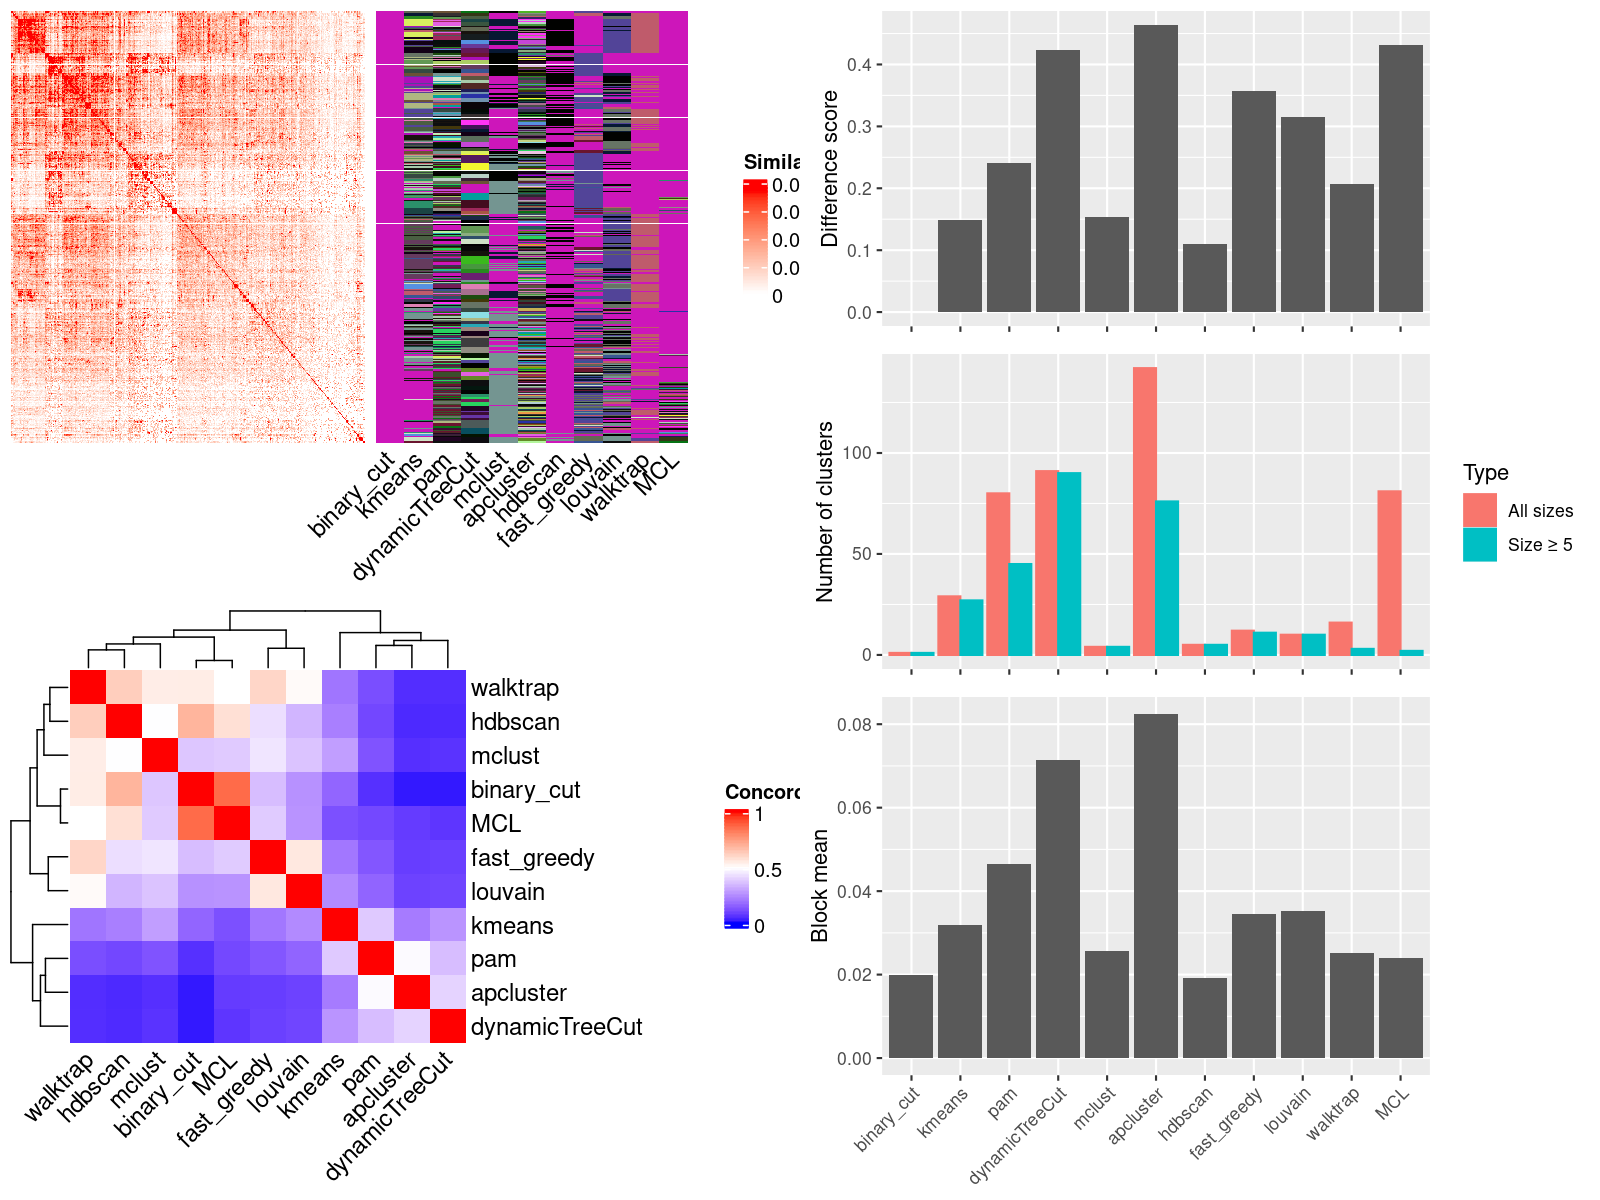 Simila
0.0
0.0
0.0
0.0
0
binary_cut
kmeans
pam
dynamicTreeCut
mclust
apcluster
hdbscan
fast_greedy
louvain
walktrap
MCL
walktrap
hdbscan
mclust
binary_cut
MCL
fast_greedy
louvain
kmeans
pam
apcluster
dynamicTreeCut
walktrap
hdbscan
mclust
binary_cut
MCL
fast_greedy
louvain
kmeans
pam
apcluster
dynamicTreeCut
Concord
1
0.5
0
Difference score
0.4
0.3
0.2
0.1
0.0
Number of clusters
100
50
0
Type
All sizes
Size ≥ 5
Block mean
0.08
0.06
0.04
0.02
0.00
binary_cut
kmeans
pam
dynamicTreeCut
mclust
apcluster
hdbscan
fast_greedy
louvain
walktrap
MCL